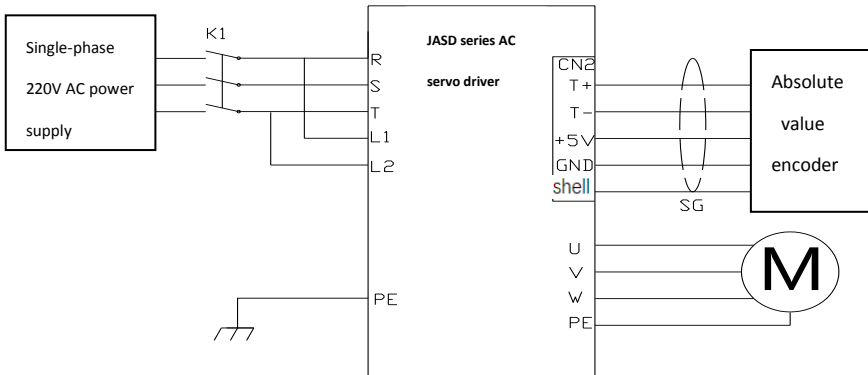 Single-phase
220V AC power
supply
K1
JASD series AC
servo driver
R
S
T
L1
L2
PE
CN2
T+
T-
+5V
GND
shell
SG
Absolute
value
encoder
U
V
W
PE
M